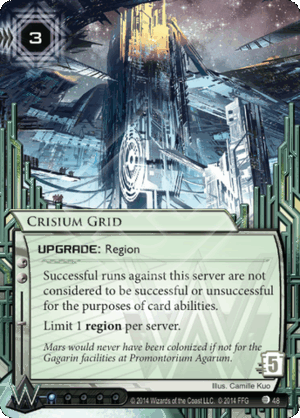 3
CRISIUM GRID
UPGRADE: Region
Successful runs against this server are not
considered to be successful or unsuccessful
for the purposes of card abilities.
Limit 1 region per server.
Mars would never have been colonized if not for the
Gagarin facilities at Promontorium Agarum.
5
Illus. Camille Kuo
© 2014 Wizards of the Coast LLC. © 2014 FFG 48